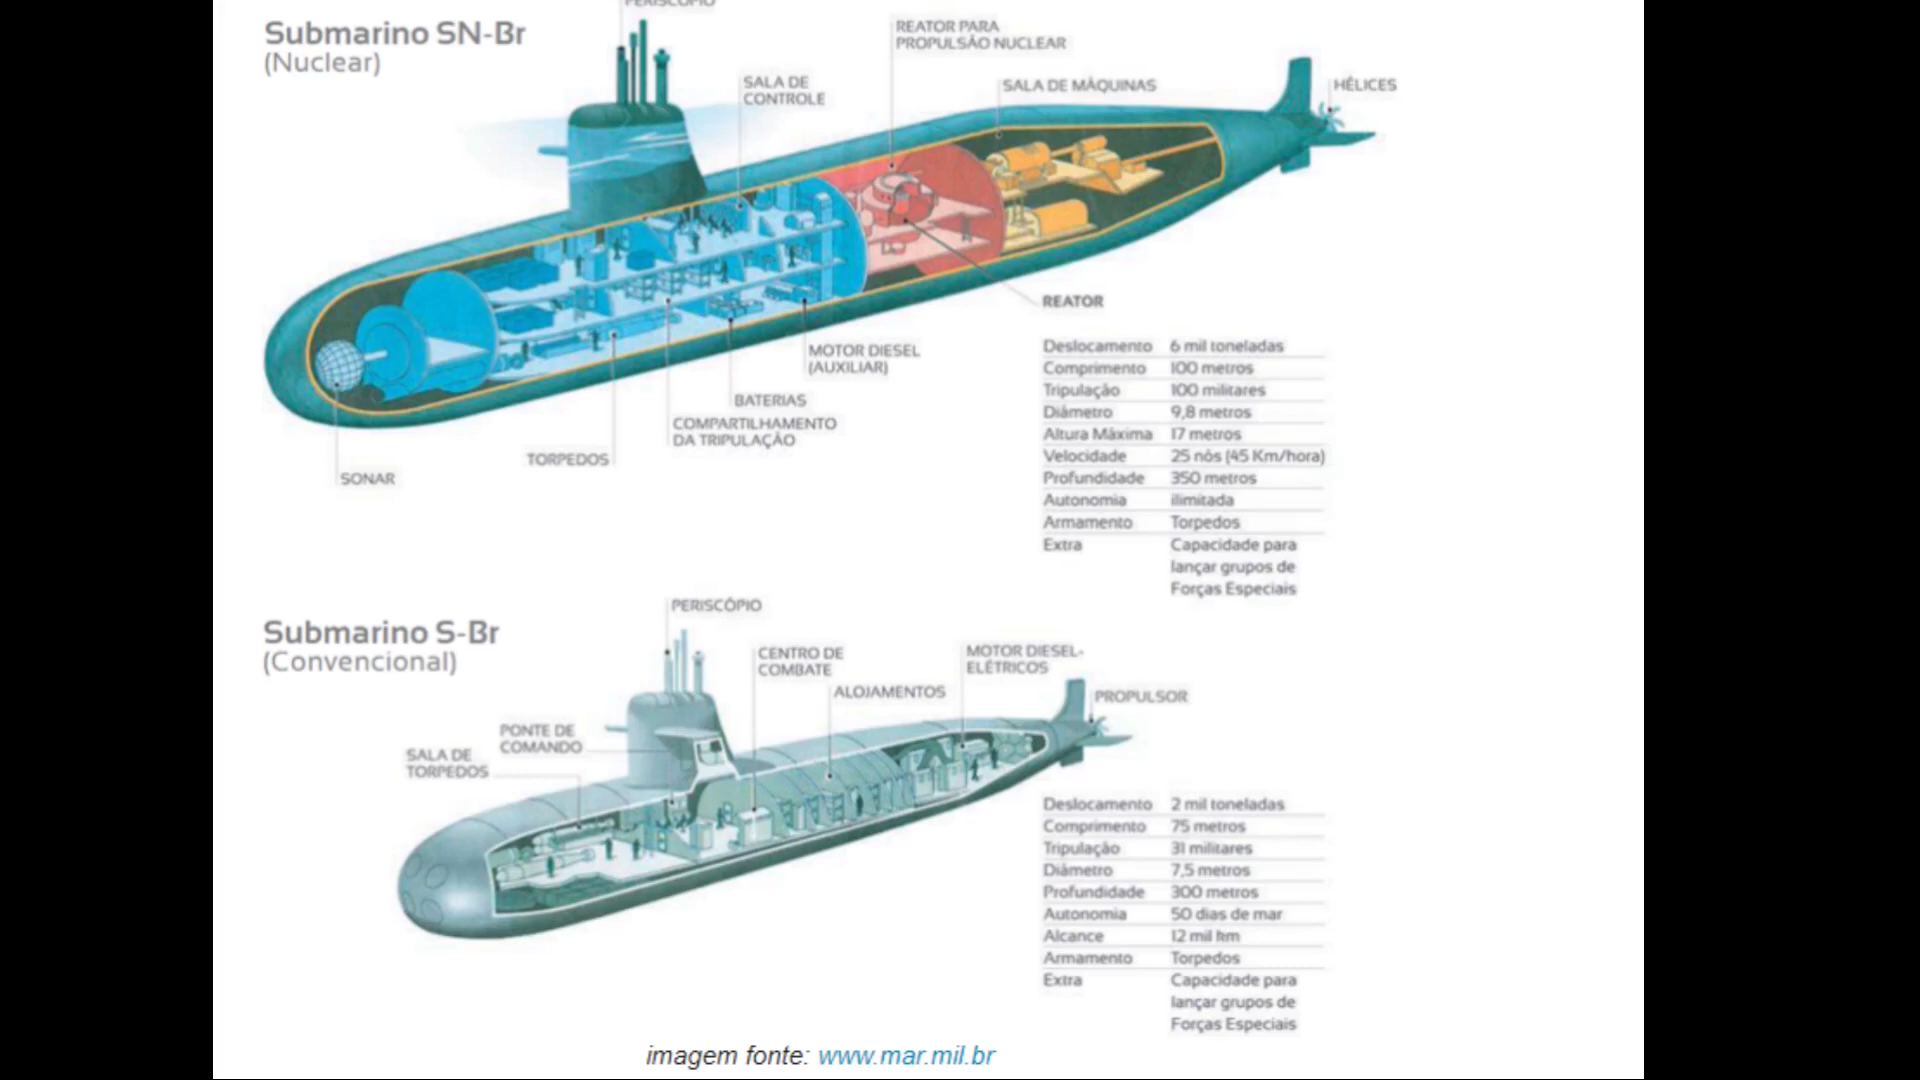 PERISCÓPIO
Submarino SN-Br
(Nuclear)
REATOR PARA
PROPULSÃO NUCLEAR
SALA DE
CONTROLE
SALA DE MÁQUINAS
HÉLICES
REATOR
MOTOR DIESEL
(AUXILIAR)
BATERIAS
COMPARTILHAMENTO
DA TRIPULAÇÃO
TORPEDOS
SONAR
Deslocamento 6 mil toneladas
Comprimento 100 metros
Tripulação 100 militares
Diâmetro 9,8 metros
Altura Máxima 17 metros
Velocidade 25 nós (45 Km/hora)
Profundidade 350 metros
Autonomia ilimitada
Armamento Torpedos
Extra Capacidade para
lançar grupos de
Forças Especiais
PERISCÓPIO
Submarino S-Br
(Convencional)
CENTRO DE
COMBATE
MOTOR DIESEL-
ELÉTRICOS
ALOJAMENTOS
PROPULSOR
PONTE DE
COMANDO
SALA DE
TORPEDOS
Deslocamento 2 mil toneladas
Comprimento 75 metros
Tripulação 31 militares
Diâmetro 7,5 metros
Profundidade 300 metros
Autonomia 50 dias de mar
Alcance 12 mil km
Armamento Torpedos
Extra Capacidade para
lançar grupos de
Forças Especiais
imagem fonte: www.mar.mil.br